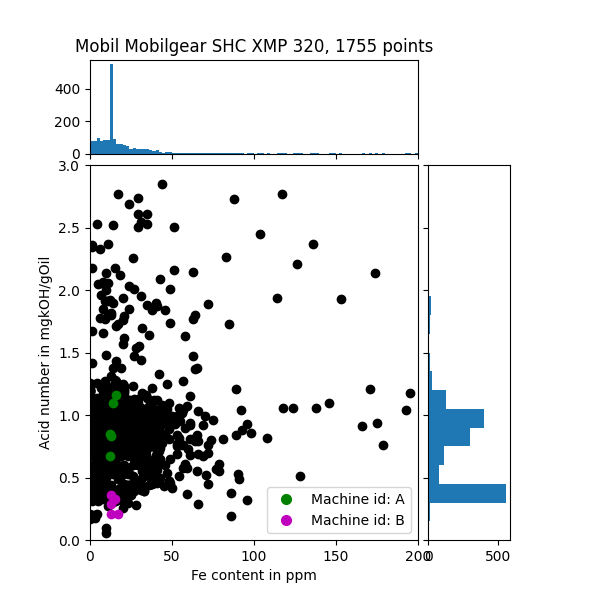 Mobil Mobilgear SHC XMP 320, 1755 points
400
200
0
3.0
2.5
2.0
1.5
1.0
0.5
0.0
Acid number in mgkOH/gOil
Machine id: A
Machine id: B
0 50 100 150 200 0 500
Fe content in ppm